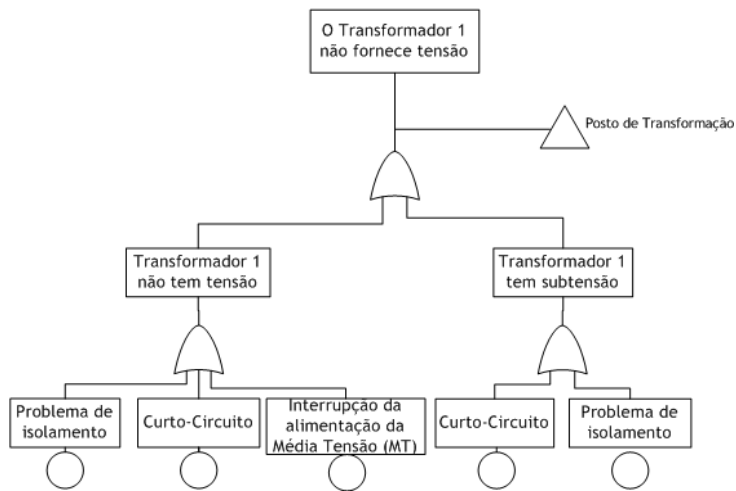 O Transformador 1
não fornece tensão
Posto de Transformação
Transformador 1
não tem tensão
Transformador 1
tem subtensão
Problema de
isolamento
Curto-Circuito
Interrupção da
alimentação da
Média Tensão (MT)
Curto-Circuito
Problema de
isolamento